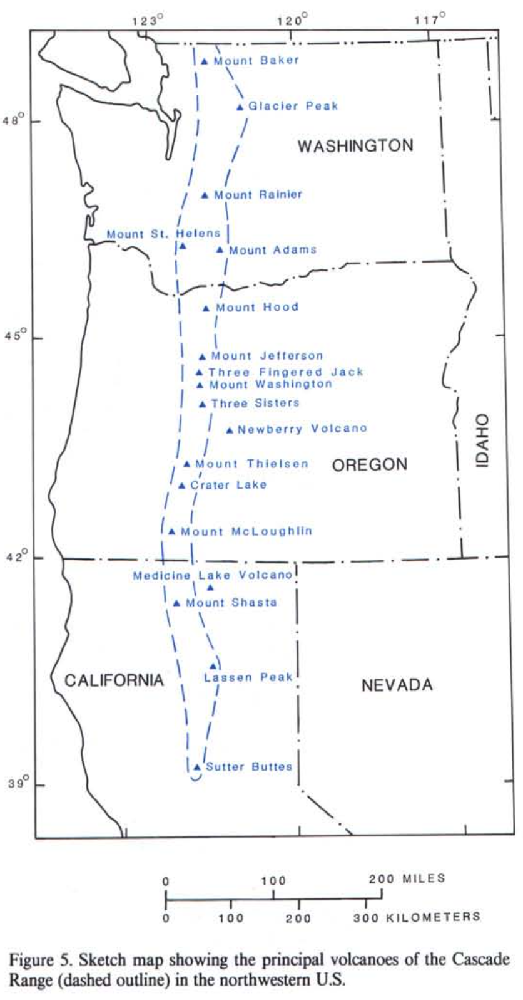 123°
120°
117°
Mount Baker
Glacier Peak
48°
WASHINGTON
Mount Rainier
Mount St. Helens
Mount Adams
Mount Hood
45°
Mount Jefferson
Three Fingered Jack
Mount Washington
Three Sisters
Newberry Volcano
IDAHO
Mount Thielsen
OREGON
Crater Lake
Mount McLoughlin
42°
Medicine Lake Volcano
Mount Shasta
Lassen Peak
CALIFORNIA
NEVADA
Sutter Buttes
39°
0 100 200 MILES
0 100 200 300 KILOMETERS
Figure 5. Sketch map showing the principal volcanoes of the Cascade
Range (dashed outline) in the northwestern U.S.